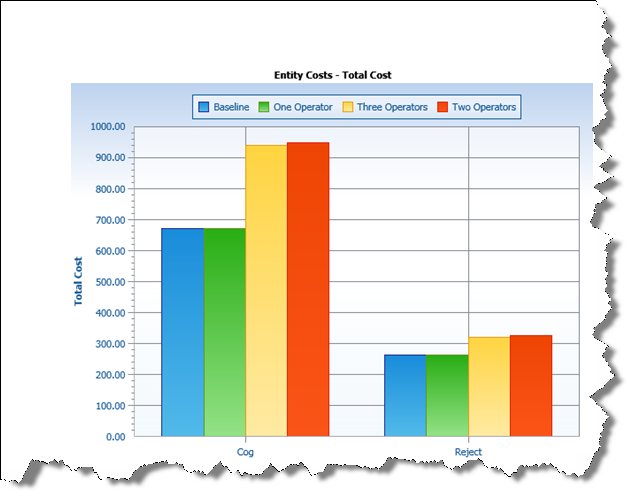 Entity Costs - Total Cost
Baseline One Operator Three Operators Two Operators
1000.00
900.00
800.00
700.00
600.00
500.00
400.00
300.00
200.00
100.00
0.00
Total Cost
Cog Reject